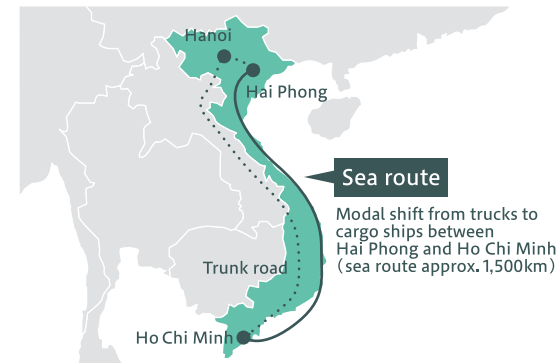 Hanoi
Hai Phong
Sea route
Modal shift from trucks to
cargo ships between
Hai Phong and Ho Chi Minh
(sea route approx. 1,500km)
Trunk road
Ho Chi Minh